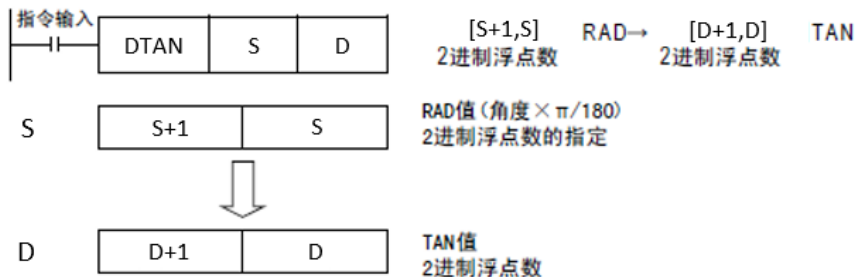 指令输入
DTAN S D
[S+1,S] RAD→ [D+1,D] TAN
2进制浮点数 2进制浮点数
S S+1 S
RAD值(角度×π/180)
2进制浮点数的指定
D D+1 D
TAN值
2进制浮点数